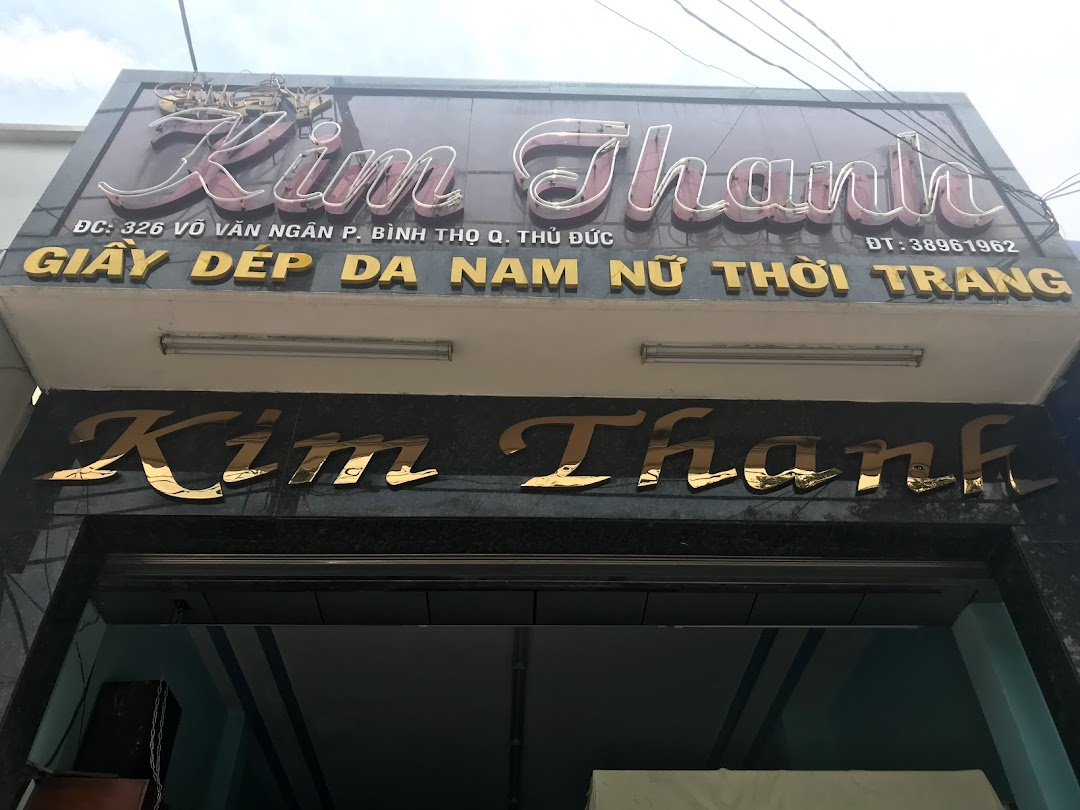 Kim Thanh
ĐC: 326 VÕ VĂN NGÂN P. BÌNH THỌ Q. THỦ ĐỨC ĐT: 38961962
GIẦY DÉP DA NAM NỮ THỜI TRANG
Kim Thanh